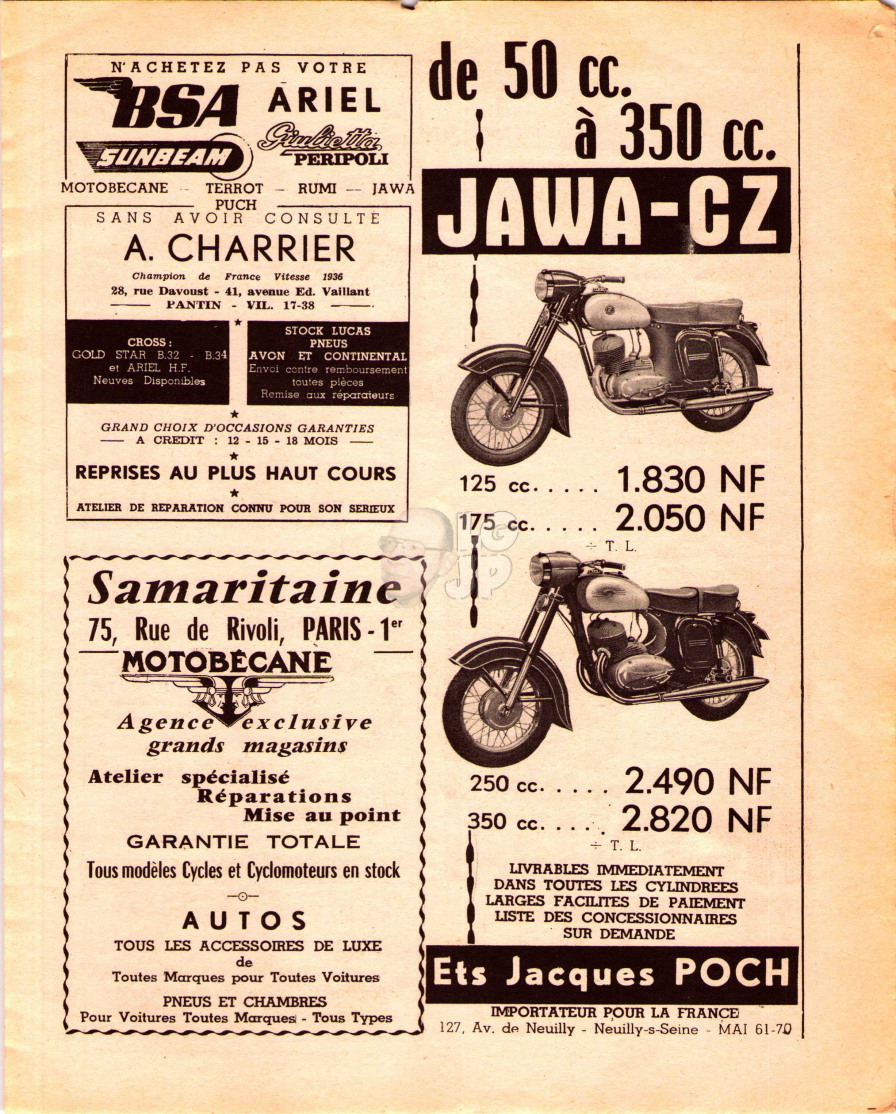 N'ACHETEZ PAS VOTRE
BSA ARIEL
SUNBEAM Giulietta
PERIPOLI
MOTOBECANE - TERROT - RUMI - JAWA
PUCH
SANS AVOIR CONSULTÉ
A. CHARRIER
Champion de France Vitesse 1936
28, rue Davoust - 41, avenue Ed. Vaillant
PANTIN - VIL. 17-38
CROSS :
GOLD STAR B.32 - B.34
et ARIEL H.F.
Neuves Disponibles
STOCK LUCAS
PNEUS
AVON ET CONTINENTAL
Envoi contre remboursement
toutes pièces
Remise aux réparateurs
GRAND CHOIX D'OCCASIONS GARANTIES
A CREDIT : 12 - 15 - 18 MOIS
REPRISES AU PLUS HAUT COURS
ATELIER DE REPARATION CONNU POUR SON SERIEUX
Samaritaine
75, Rue de Rivoli, PARIS - 1er
MOTOBÉCANE
Agence exclusive
grands magasins
Atelier spécialisé
Réparations
Mise au point
GARANTIE TOTALE
Tous modèles Cycles et Cyclomoteurs en stock
AUTOS
TOUS LES ACCESSOIRES DE LUXE
de
Toutes Marques pour Toutes Voitures
PNEUS ET CHAMBRES
Pour Voitures Toutes Marques - Tous Types
de 50 cc.
à 350 cc.
JAWA-CZ
125 cc..... 1.830 NF
175 cc..... 2.050 NF
÷ T. L.
250 cc..... 2.490 NF
350 cc..... 2.820 NF
÷ T. L.
LIVRABLES IMMEDIATEMENT
DANS TOUTES LES CYLINDREES
LARGES FACILITES DE PAIEMENT
LISTE DES CONCESSIONNAIRES
SUR DEMANDE
Ets Jacques POCH
IMPORTATEUR POUR LA FRANCE
127, Av. de Neuilly - Neuilly-s-Seine - MAI 61-70